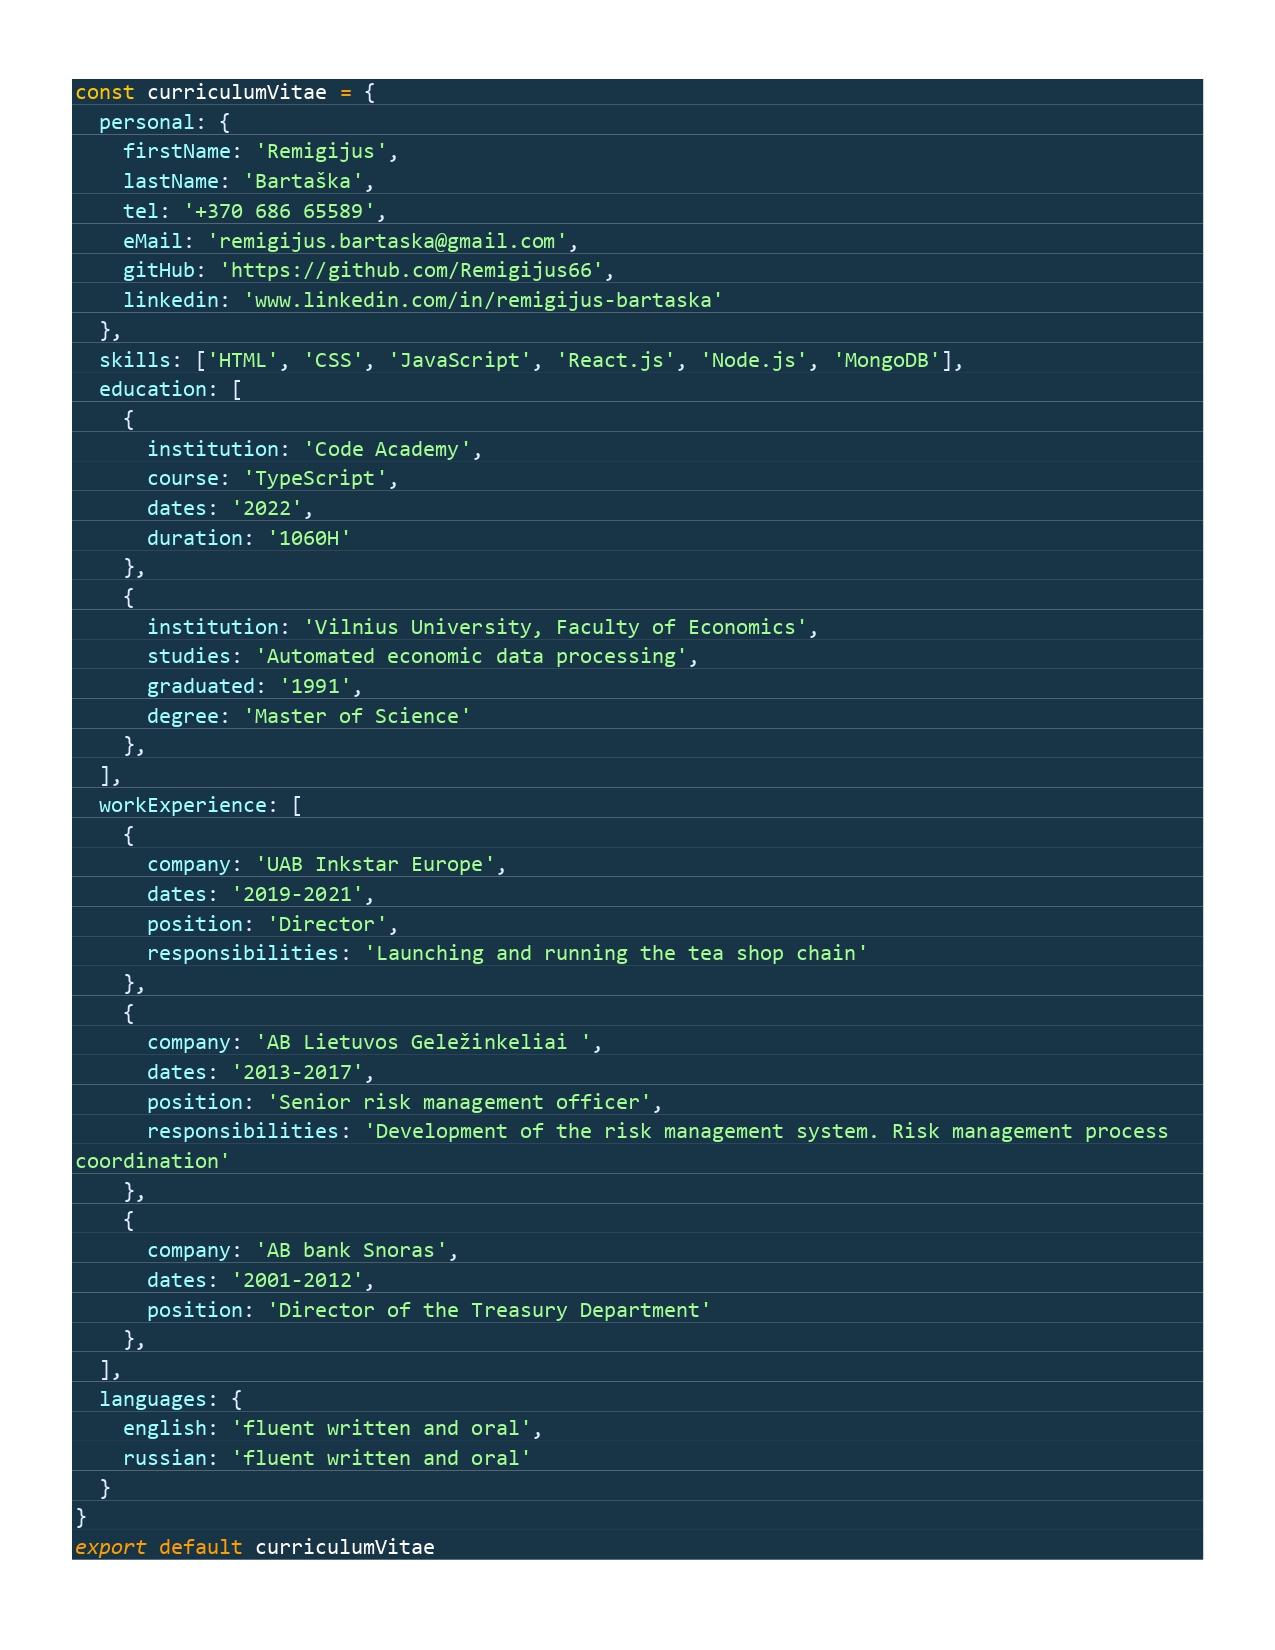 const curriculumVitae = {
  personal: {
    firstName: 'Remigijus',
    lastName: 'Bartaška',
    tel: '+370 686 65589',
    eMail: 'remigijus.bartaska@gmail.com',
    gitHub: 'https://github.com/Remigijus66',
    linkedin: 'www.linkedin.com/in/remigijus-bartaska'
  },
  skills: ['HTML', 'CSS', 'JavaScript', 'React.js', 'Node.js', 'MongoDB'],
  education: [
    {
      institution: 'Code Academy',
      course: 'TypeScript',
      dates: '2022',
      duration: '1060H'
    },
    {
      institution: 'Vilnius University, Faculty of Economics',
      studies: 'Automated economic data processing',
      graduated: '1991',
      degree: 'Master of Science'
    },
  ],
  workExperience: [
    {
      company: 'UAB Inkstar Europe',
      dates: '2019-2021',
      position: 'Director',
      responsibilities: 'Launching and running the tea shop chain'
    },
    {
      company: 'AB Lietuvos Geležinkeliai ',
      dates: '2013-2017',
      position: 'Senior risk management officer',
      responsibilities: 'Development of the risk management system. Risk management process
coordination'
    },
    {
      company: 'AB bank Snoras',
      dates: '2001-2012',
      position: 'Director of the Treasury Department'
    },
  ],
  languages: {
    english: 'fluent written and oral',
    russian: 'fluent written and oral'
  }
}
export default curriculumVitae